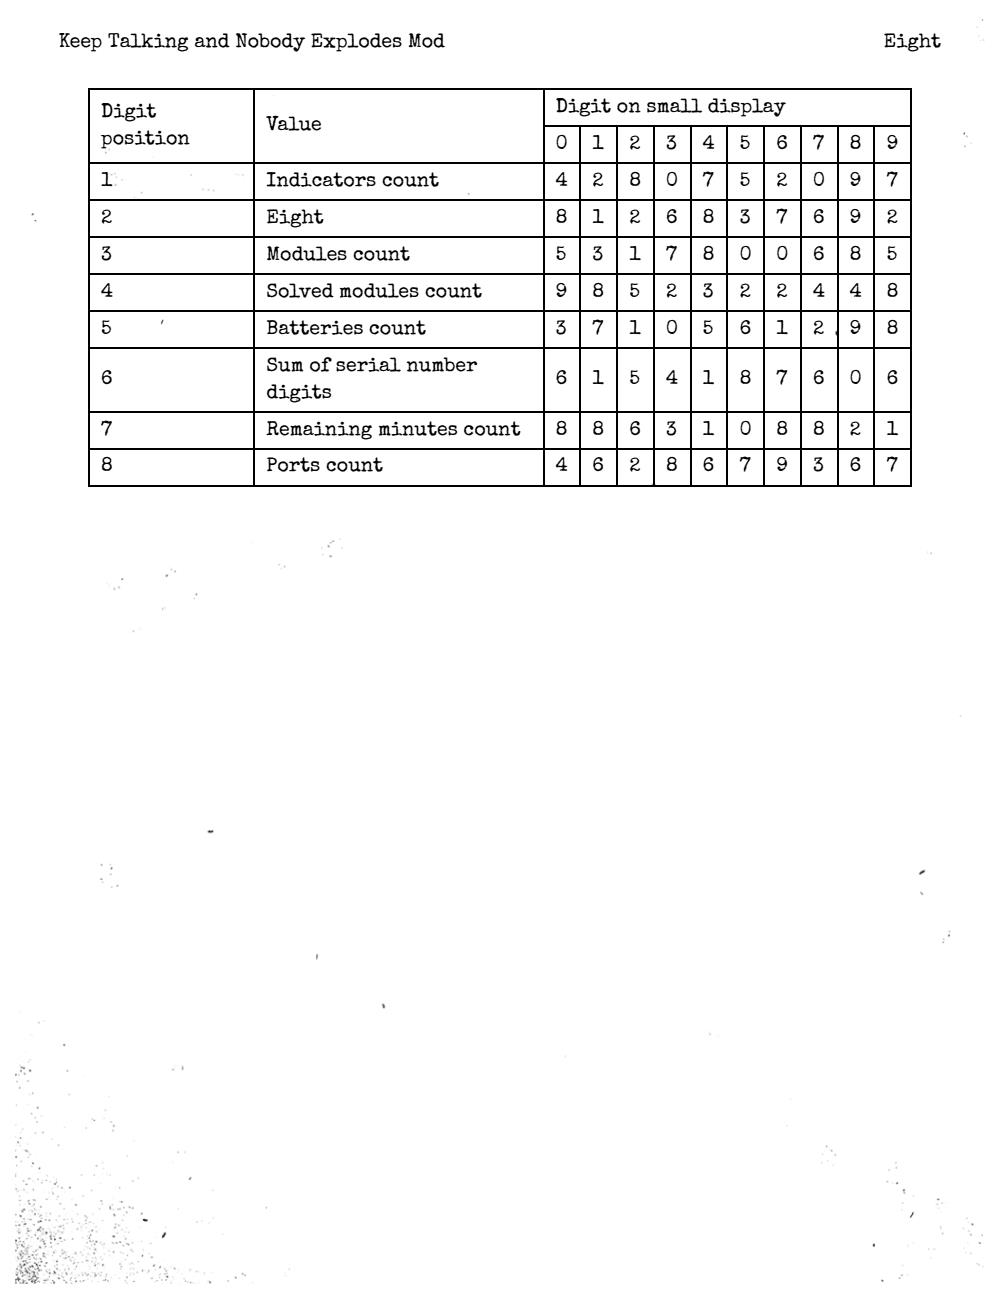 Keep Talking and Nobody Explodes Mod Eight
Digit position Value Digit on small display
0 1 2 3 4 5 6 7 8 9
1 Indicators count 4 2 8 0 7 5 2 0 9 7
2 Eight 8 1 2 6 8 3 7 6 9 2
3 Modules count 5 3 1 7 8 0 0 6 8 5
4 Solved modules count 9 8 5 2 3 2 2 4 4 8
5 Batteries count 3 7 1 0 5 6 1 2 9 8
6 Sum of serial number digits 6 1 5 4 1 8 7 6 0 6
7 Remaining minutes count 8 8 6 3 1 0 8 8 2 1
8 Ports count 4 6 2 8 6 7 9 3 6 7